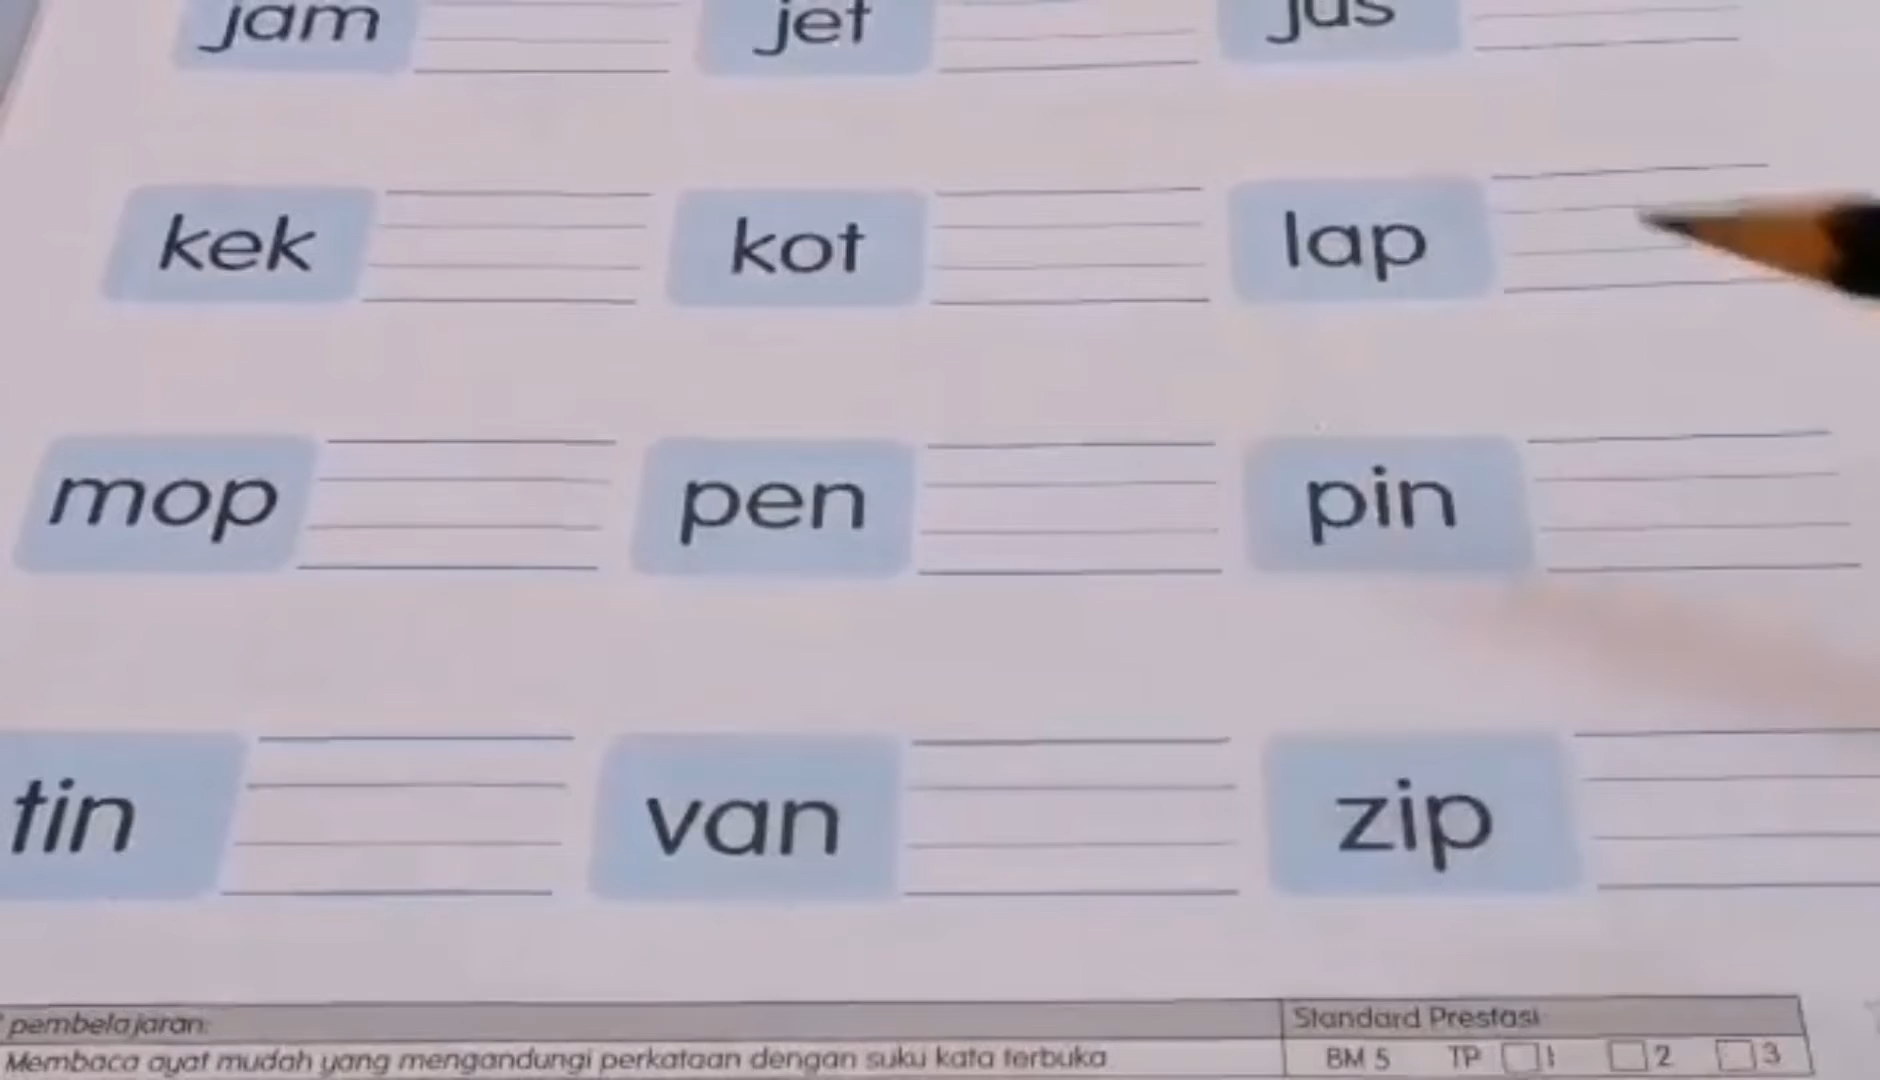 jam jet jus
kek kot lap
mop pen pin
tin van zip
pembelajaran: Standard Prestasi
Membaca ayat mudah yang mengandungi perkataan dengan suku kata terbuka BM 5 TP 1 2 3